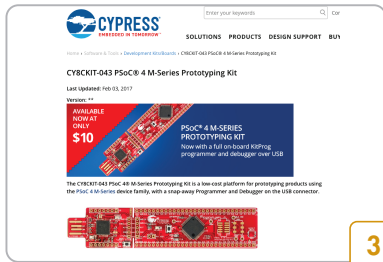 CYPRESS
EMBEDDED IN TOMORROW™
Enter your keywords
Cor
SOLUTIONS PRODUCTS DESIGN SUPPORT BUY
Home › Software & Tools › Development Kits/Boards › CY8CKIT-043 PSoC® 4 M-Series Prototyping Kit
CY8CKIT-043 PSoC® 4 M-Series Prototyping Kit
Last Updated: Feb 03, 2017
Version: **
AVAILABLE
NOW AT
ONLY
$10
PSoC® 4 M-SERIES
PROTOTYPING KIT
Now with a full on-board KitProg
programmer and debugger over USB
The CY8CKIT-043 PSoC 4® M-Series Prototyping Kit is a low-cost platform for prototyping products using
the PSoC 4 M-Series device family, with a snap-away Programmer and Debugger on the USB connector.
3